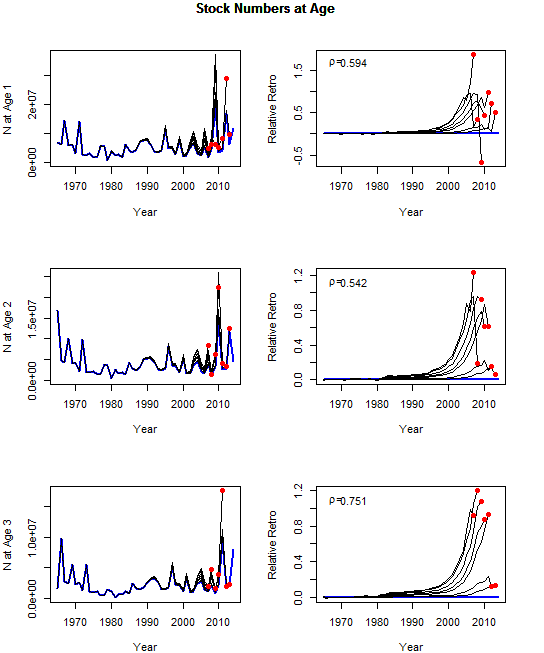 Stock Numbers at Age
N at Age 1
0e+00
2e+07
1970 1980 1990 2000 2010
Year
Relative Retro
-0.5
0.5
1.5
ρ=0.594
1970 1980 1990 2000 2010
Year
N at Age 2
0.0e+00
1.5e+07
1970 1980 1990 2000 2010
Year
Relative Retro
0.0
0.4
0.8
1.2
ρ=0.542
1970 1980 1990 2000 2010
Year
N at Age 3
0.0e+00
1.0e+07
1970 1980 1990 2000 2010
Year
Relative Retro
0.0
0.4
0.8
1.2
ρ=0.751
1970 1980 1990 2000 2010
Year